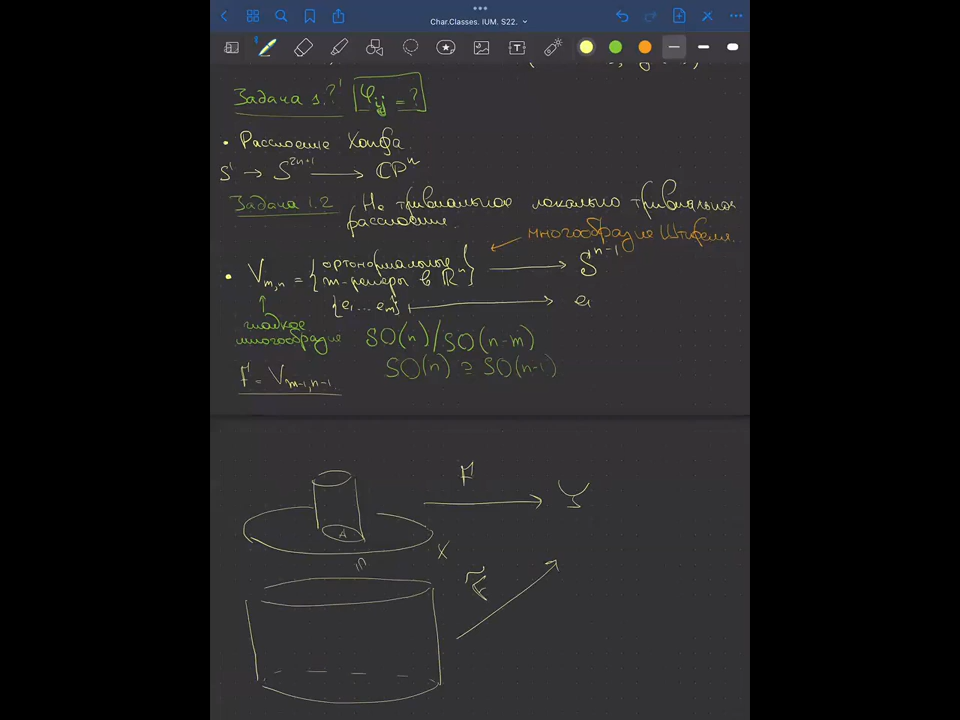 Char.Classes. IUM. S22.
Задача 1.?' φij = ?
• Расслоение Хопфа.
S¹ → S²ⁿ⁺¹ → ℂPⁿ
Задача 1.2 Не тривиальное локально тривиальное
расслоение.
многообразие Штифеля.
• Vm,n = { ортонормальные m-реперы в ℝⁿ } → Sⁿ⁻¹
{e₁ ... em} ↦ e₁
гладкое
многообразие
SO(n)/SO(n-m)
SO(n) ⊇ SO(n-1)
F = Vm-1,n-1.
F
Y
A
X
∩
F̃